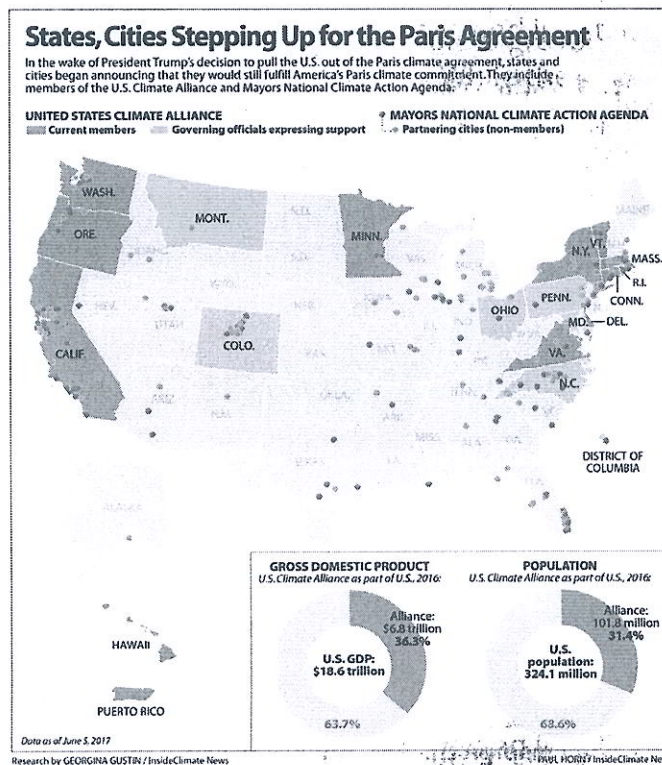 States, Cities Stepping Up for the Paris Agreement
In the wake of President Trump's decision to pull the U.S. out of the Paris climate agreement, states and
cities began announcing that they would still fulfill America's Paris climate commitment. They include
members of the U.S. Climate Alliance and Mayors National Climate Action Agenda.
UNITED STATES CLIMATE ALLIANCE
Current members
Governing officials expressing support
MAYORS NATIONAL CLIMATE ACTION AGENDA
Partnering cities (non-members)
WASH.
MONT.
ORE.
MINN.
N.Y.
VT.
MASS.
R.I.
CONN.
PENN.
OHIO
MD.
DEL.
NEV.
UTAH
COLO.
CALIF.
VA.
N.C.
ARIZ.
DISTRICT OF
COLUMBIA
HAWAII
PUERTO RICO
GROSS DOMESTIC PRODUCT
U.S. Climate Alliance as part of U.S., 2016:
Alliance:
$6.8 trillion
36.3%
U.S. GDP:
$18.6 trillion
63.7%
POPULATION
U.S. Climate Alliance as part of U.S., 2016:
Alliance:
101.8 million
31.4%
U.S.
population:
324.1 million
68.6%
Data as of June 5, 2017
Research by GEORGINA GUSTIN / InsideClimate News
PAUL HORN / InsideClimate Ne